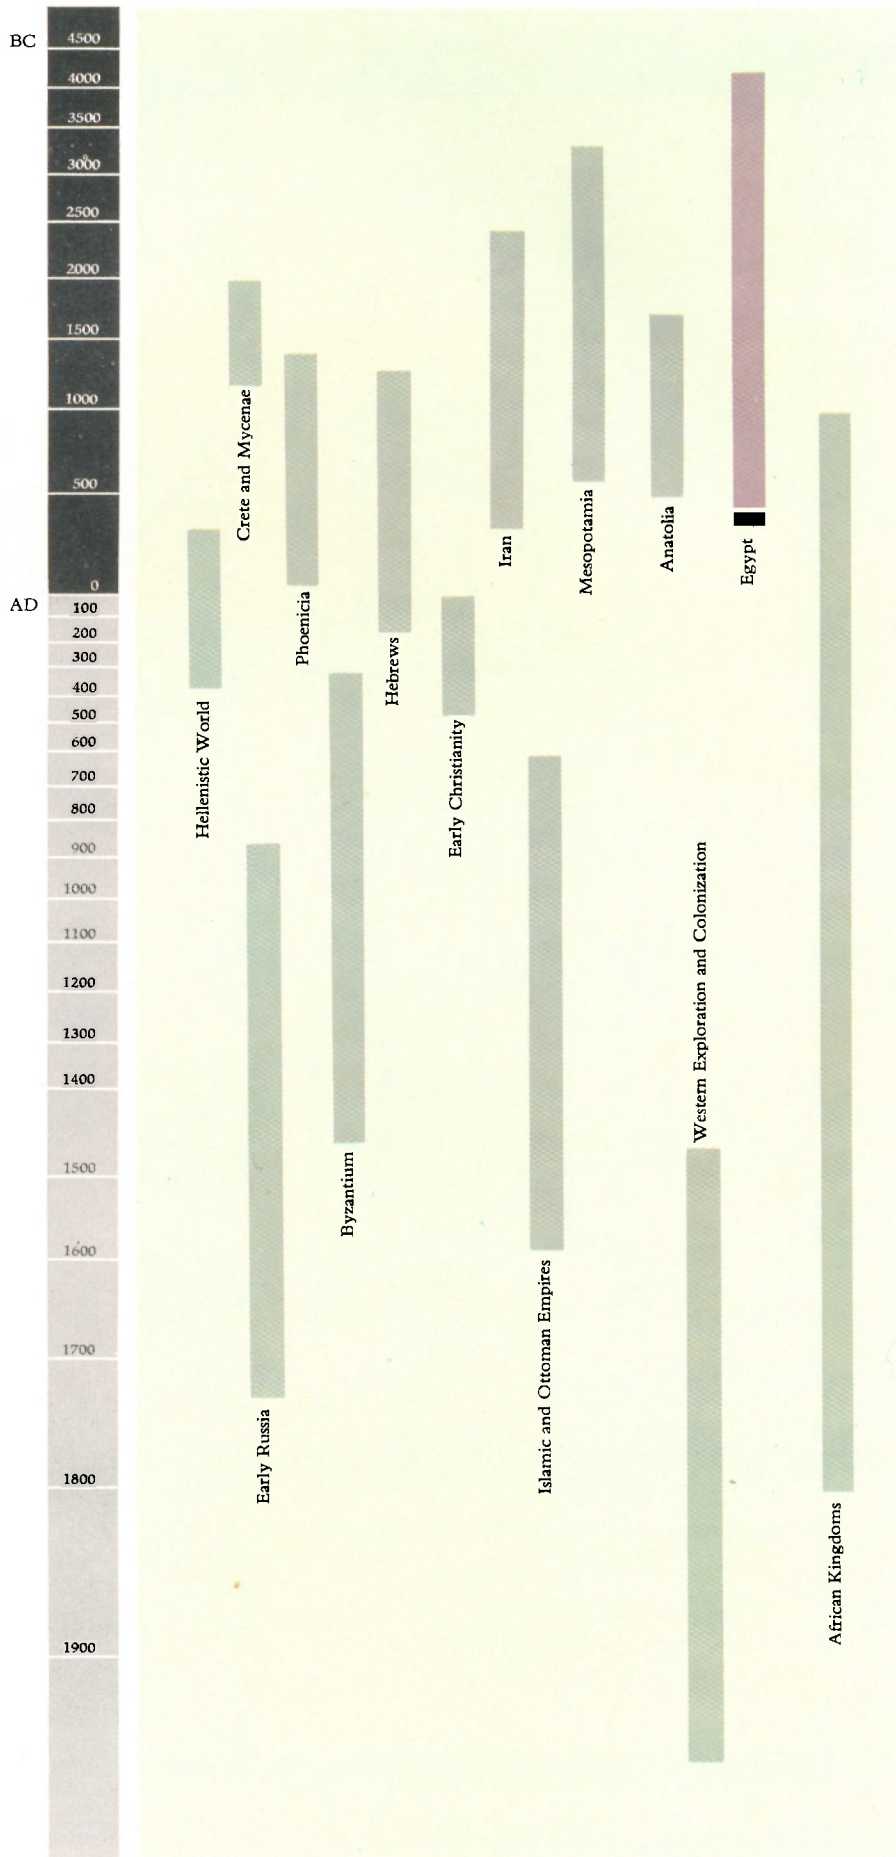 BC
4500
4000
3500
3000
2500
2000
1500
1000
500
0
AD
100
200
300
400
500
600
700
800
900
1000
1100
1200
1300
1400
1500
1600
1700
1800
1900
Hellenistic World
Crete and Mycenae
Early Russia
Phoenicia
Byzantium
Hebrews
Early Christianity
Iran
Islamic and Ottoman Empires
Mesopotamia
Anatolia
Western Exploration and Colonization
Egypt
African Kingdoms